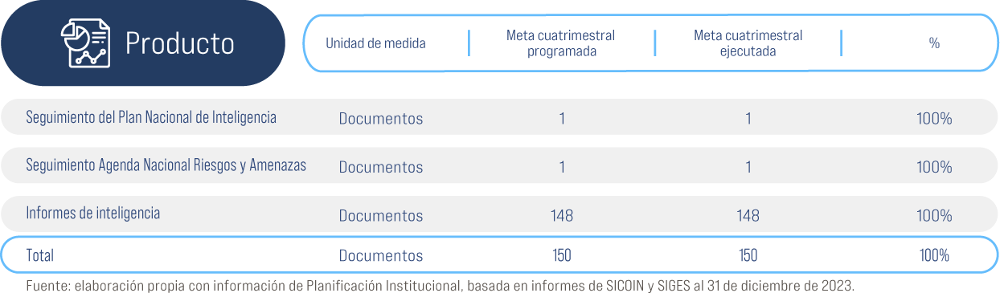 Producto
Unidad de medida
Meta cuatrimestral
programada
Meta cuatrimestral
ejecutada
%
Seguimiento del Plan Nacional de Inteligencia Documentos 1 1 100%
Seguimiento Agenda Nacional Riesgos y Amenazas Documentos 1 1 100%
Informes de inteligencia Documentos 148 148 100%
Total Documentos 150 150 100%
Fuente: elaboración propia con información de Planificación Institucional, basada en informes de SICOIN y SIGES al 31 de diciembre de 2023.